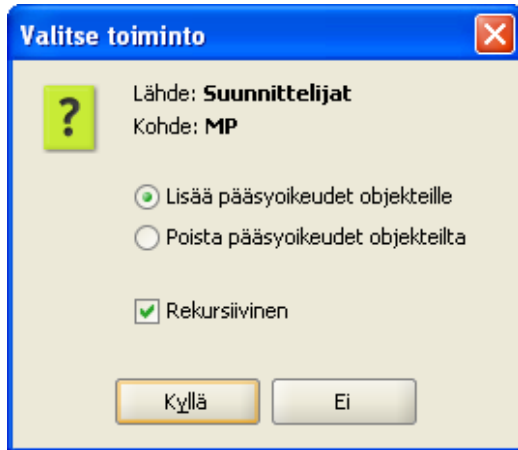 Valitse toiminto
?
Lähde: Suunnittelijat
Kohde: MP
Lisää pääsyoikeudet objekteille
Poista pääsyoikeudet objekteilta
Rekursiivinen
Kyllä
Ei